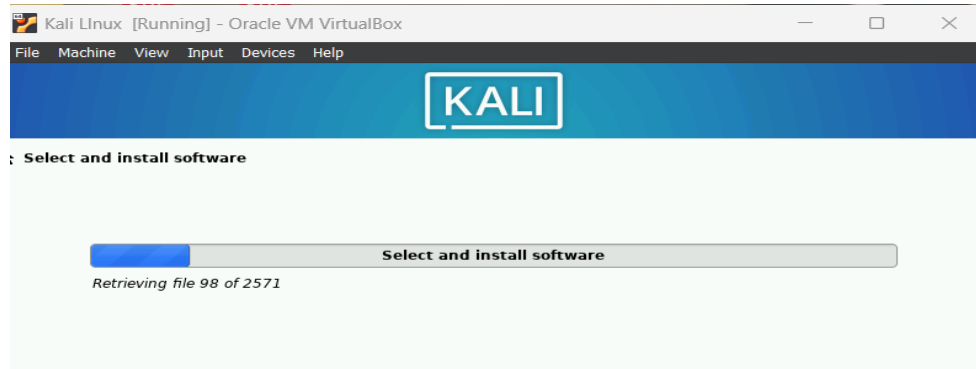 Kali LInux [Running] - Oracle VM VirtualBox
File Machine View Input Devices Help
KALI
Select and install software
Select and install software
Retrieving file 98 of 2571